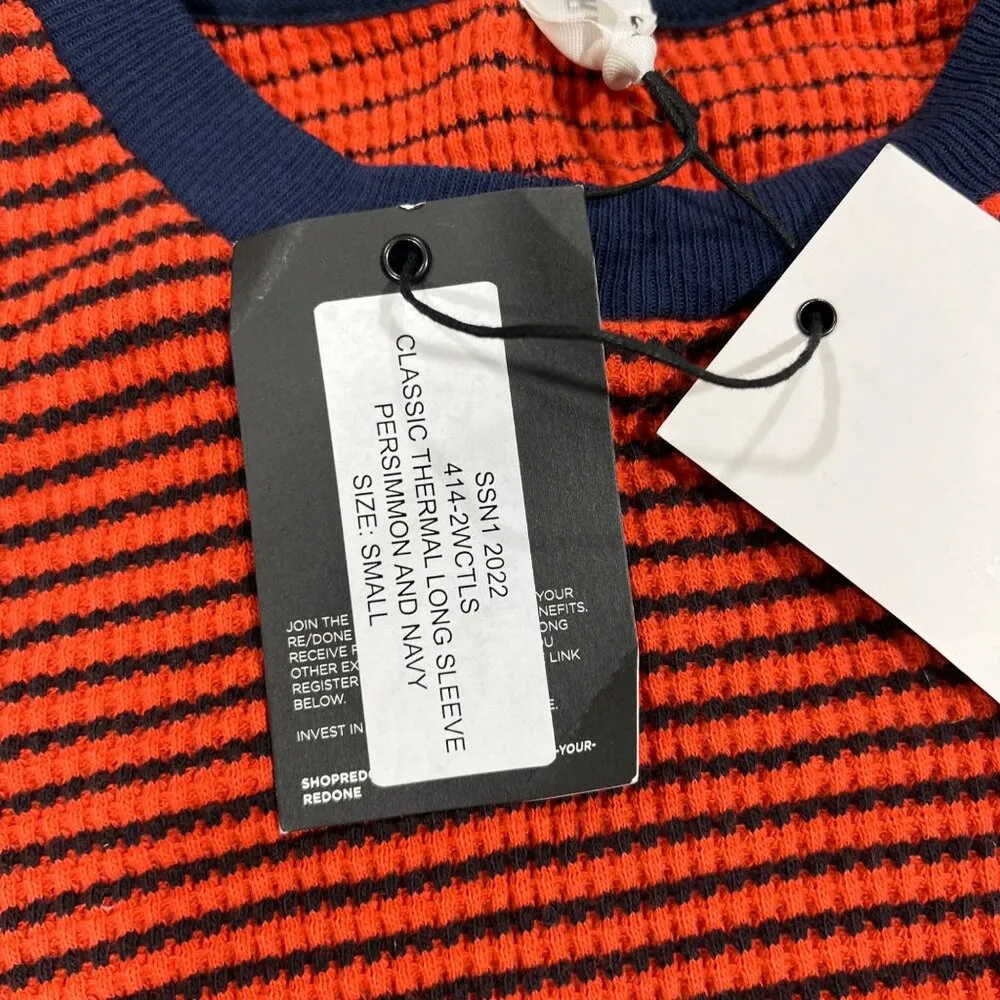 SSN1 2022
414-2WCTLS
CLASSIC THERMAL LONG SLEEVE
PERSIMMON AND NAVY
SIZE: SMALL
JOIN THE YOUR
RE/DONE NEFITS.
RECEIVE ONG
OTHER EX U
REGISTER LINK
BELOW.
INVEST IN E.
SHOPREDO -YOUR-
REDONE